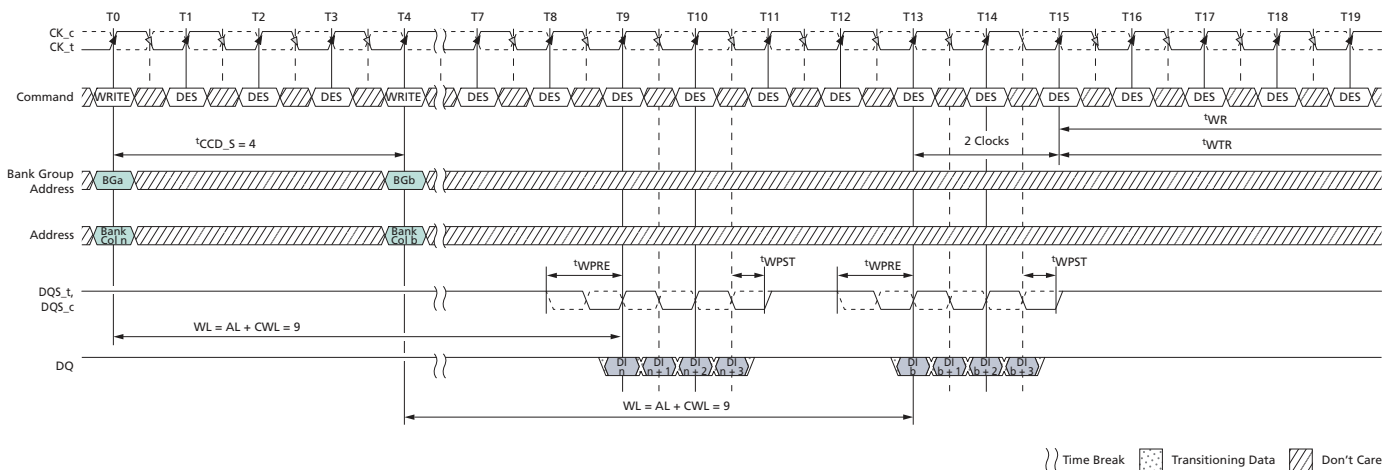 T0 T1 T2 T3 T4 T7 T8 T9 T10 T11 T12 T13 T14 T15 T16 T17 T18 T19
CK_c
CK_t
Command WRITE DES DES DES WRITE DES DES DES DES DES DES DES DES DES DES DES DES DES
tWR
tCCD_S = 4 2 Clocks tWTR
Bank Group
Address BGa BGb
Address Bank
Col n Bank
Col b
tWPRE tWPST tWPRE tWPST
DQS_t,
DQS_c
WL = AL + CWL = 9
DQ DI
n DI
n + 1 DI
n + 2 DI
n + 3 DI
b DI
b + 1 DI
b + 2 DI
b + 3
WL = AL + CWL = 9
Time Break Transitioning Data Don't Care